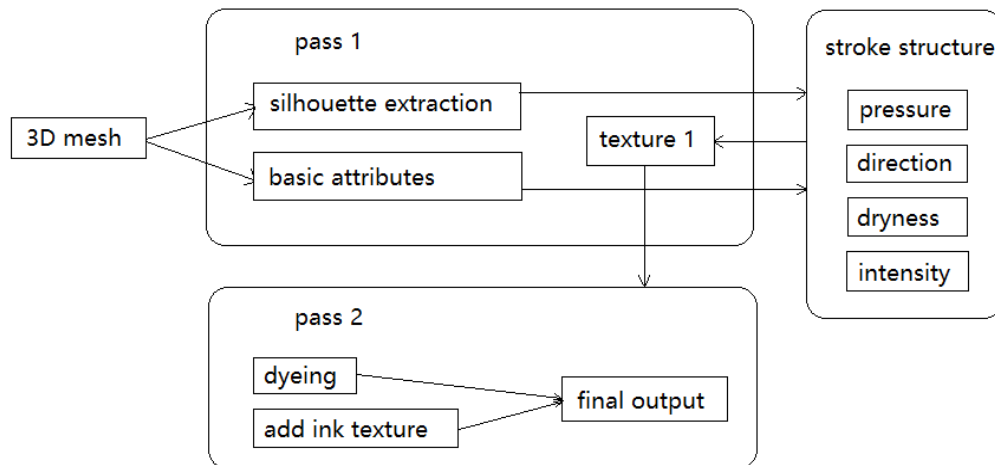 pass 1
stroke structure
silhouette extraction
pressure
3D mesh
texture 1
direction
basic attributes
dryness
intensity
pass 2
dyeing
final output
add ink texture